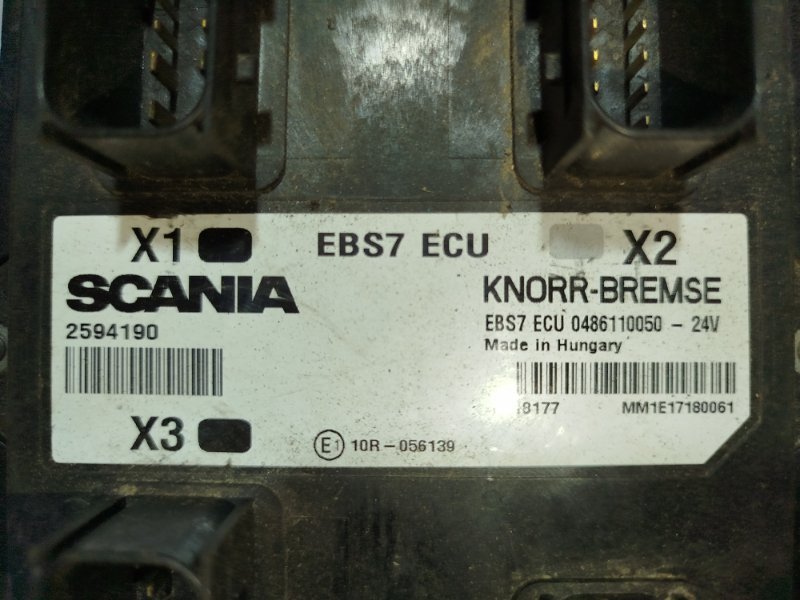 X1 EBS7 ECU X2
SCANIA KNORR-BREMSE
2594190 EBS7 ECU 0486110050 - 24V
Made in Hungary
MM1E17180061
X3
E1 10R-056139